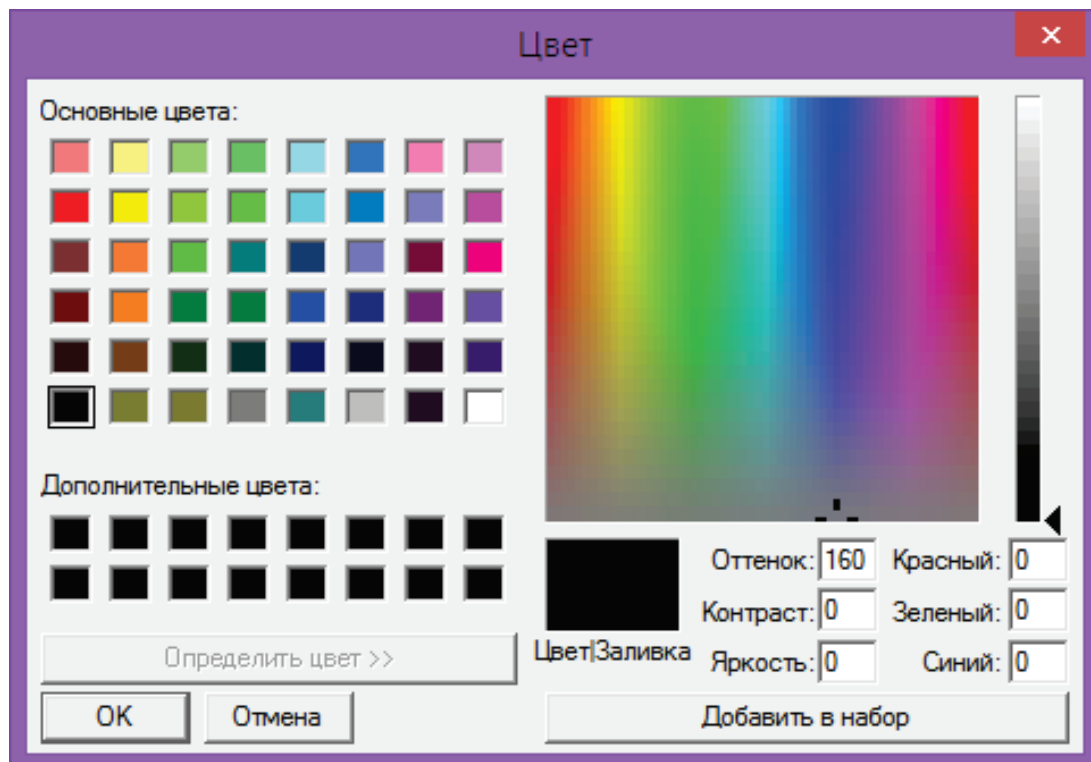 Цвет
Основные цвета:
Дополнительные цвета:
Определить цвет >>
OK
Отмена
Цвет|Заливка
Оттенок: 160
Контраст: 0
Яркость: 0
Красный: 0
Зеленый: 0
Синий: 0
Добавить в набор